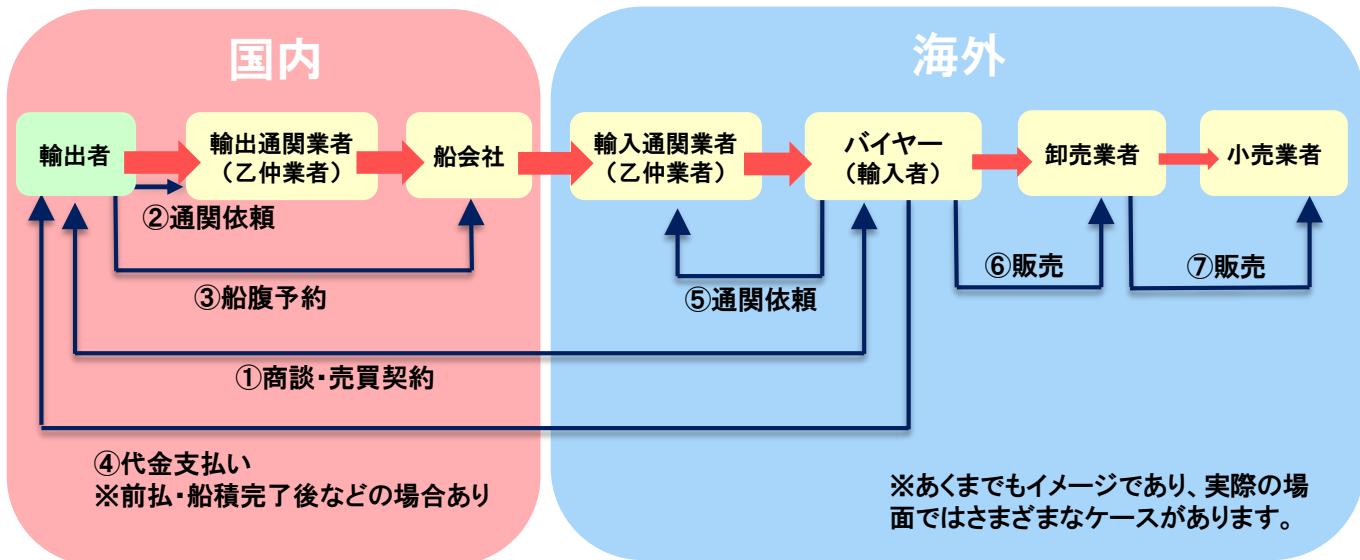 国内
海外
輸出者
輸出通関業者
（乙仲業者）
船会社
輸入通関業者
（乙仲業者）
バイヤー
（輸入者）
卸売業者
小売業者
②通関依頼
③船腹予約
⑤通関依頼
⑥販売
⑦販売
①商談・売買契約
④代金支払い
※前払・船積完了後などの場合あり
※あくまでもイメージであり、実際の場
面ではさまざまなケースがあります。